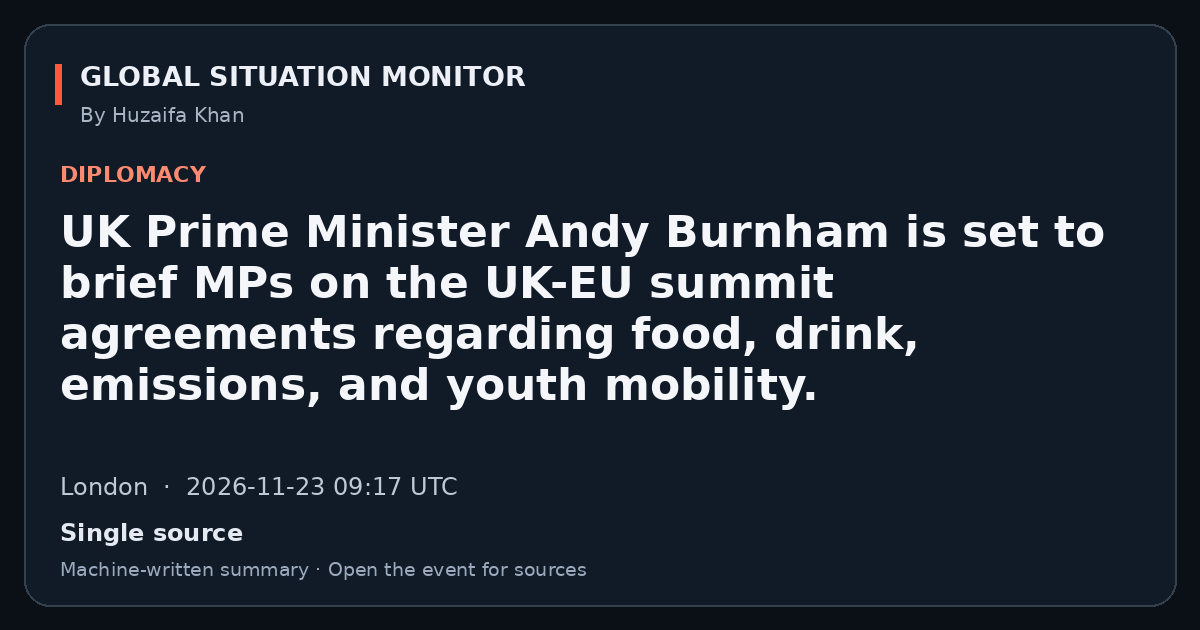 GLOBAL SITUATION MONITOR
By Huzaifa Khan
DIPLOMACY
UK Prime Minister Andy Burnham is set to
brief MPs on the UK-EU summit
agreements regarding food, drink,
emissions, and youth mobility.
London · 2026-11-23 09:17 UTC
Single source
Machine-written summary · Open the event for sources